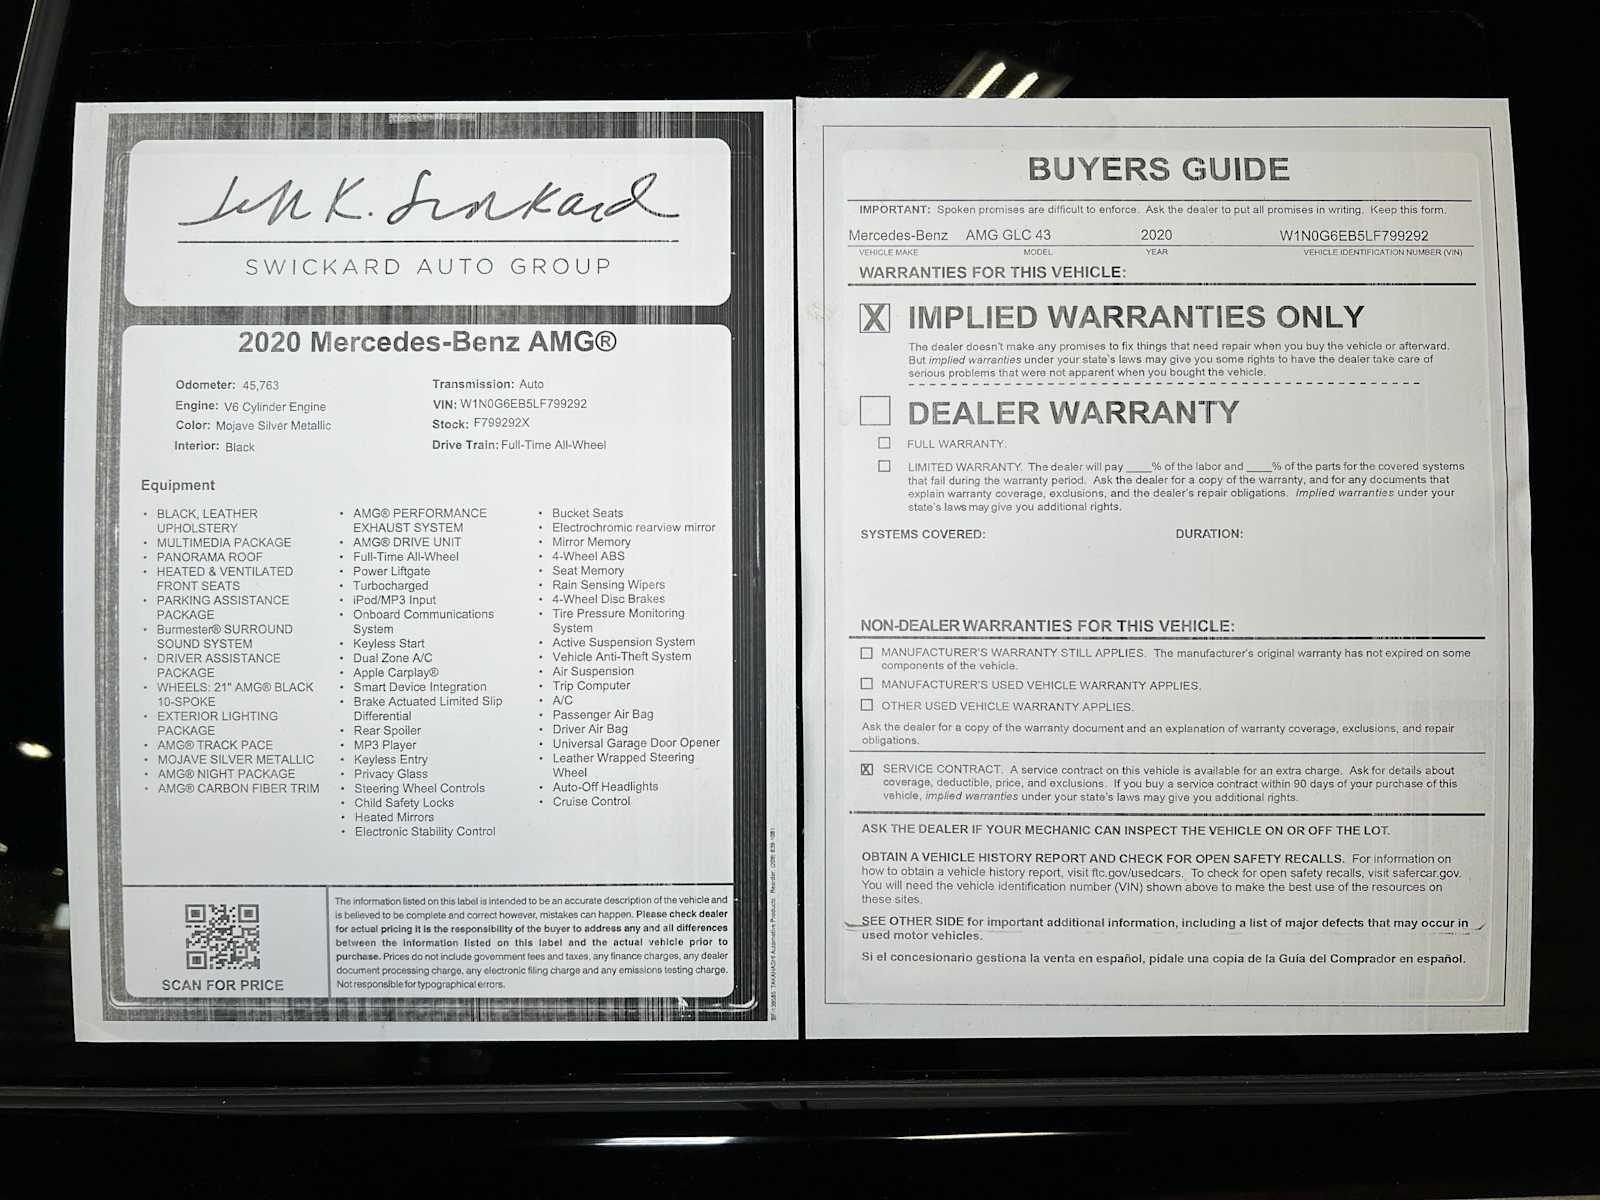 Jeff K. Swickard
SWICKARD AUTO GROUP
2020 Mercedes-Benz AMG®
Odometer: 45,763
Engine: V6 Cylinder Engine
Color: Mojave Silver Metallic
Interior: Black
Transmission: Auto
VIN: W1N0G6EB5LF799292
Stock: F799292X
Drive Train: Full-Time All-Wheel
Equipment
• BLACK, LEATHER
UPHOLSTERY
• MULTIMEDIA PACKAGE
• PANORAMA ROOF
• HEATED & VENTILATED
FRONT SEATS
• PARKING ASSISTANCE
PACKAGE
• Burmester® SURROUND
SOUND SYSTEM
• DRIVER ASSISTANCE
PACKAGE
• WHEELS: 21" AMG® BLACK
10-SPOKE
• EXTERIOR LIGHTING
PACKAGE
• AMG® TRACK PACE
• MOJAVE SILVER METALLIC
• AMG® NIGHT PACKAGE
• AMG® CARBON FIBER TRIM
• AMG® PERFORMANCE
EXHAUST SYSTEM
• AMG® DRIVE UNIT
• Full-Time All-Wheel
• Power Liftgate
• Turbocharged
• iPod/MP3 Input
• Onboard Communications
System
• Keyless Start
• Dual Zone A/C
• Apple Carplay®
• Smart Device Integration
• Brake Actuated Limited Slip
Differential
• Rear Spoiler
• MP3 Player
• Keyless Entry
• Privacy Glass
• Steering Wheel Controls
• Child Safety Locks
• Heated Mirrors
• Electronic Stability Control
• Bucket Seats
• Electrochromic rearview mirror
• Mirror Memory
• 4-Wheel ABS
• Seat Memory
• Rain Sensing Wipers
• 4-Wheel Disc Brakes
• Tire Pressure Monitoring
System
• Active Suspension System
• Vehicle Anti-Theft System
• Air Suspension
• Trip Computer
• A/C
• Passenger Air Bag
• Driver Air Bag
• Universal Garage Door Opener
• Leather Wrapped Steering
Wheel
• Auto-Off Headlights
• Cruise Control
SCAN FOR PRICE
The information listed on this label is intended to be an accurate description of the vehicle and
is believed to be complete and correct however, mistakes can happen. Please check dealer
for actual pricing it is the responsibility of the buyer to address any and all differences
between the information listed on this label and the actual vehicle prior to
purchase. Prices do not include government fees and taxes, any finance charges, any dealer
document processing charge, any electronic filing charge and any emissions testing charge.
Not responsible for typographical errors.
TAKAHASHI Automotive Products Reorder:
BUYERS GUIDE
IMPORTANT: Spoken promises are difficult to enforce. Ask the dealer to put all promises in writing. Keep this form.
Mercedes-Benz AMG GLC 43 2020 W1N0G6EB5LF799292
VEHICLE MAKE MODEL YEAR VEHICLE IDENTIFICATION NUMBER (VIN)
WARRANTIES FOR THIS VEHICLE:
X IMPLIED WARRANTIES ONLY
The dealer doesn't make any promises to fix things that need repair when you buy the vehicle or afterward.
But implied warranties under your state's laws may give you some rights to have the dealer take care of
serious problems that were not apparent when you bought the vehicle.
DEALER WARRANTY
FULL WARRANTY.
LIMITED WARRANTY. The dealer will pay ____% of the labor and ____% of the parts for the covered systems
that fail during the warranty period. Ask the dealer for a copy of the warranty, and for any documents that
explain warranty coverage, exclusions, and the dealer's repair obligations. Implied warranties under your
state's laws may give you additional rights.
SYSTEMS COVERED: DURATION:
NON-DEALER WARRANTIES FOR THIS VEHICLE:
MANUFACTURER'S WARRANTY STILL APPLIES. The manufacturer's original warranty has not expired on some
components of the vehicle.
MANUFACTURER'S USED VEHICLE WARRANTY APPLIES.
OTHER USED VEHICLE WARRANTY APPLIES.
Ask the dealer for a copy of the warranty document and an explanation of warranty coverage, exclusions, and repair
obligations.
X SERVICE CONTRACT. A service contract on this vehicle is available for an extra charge. Ask for details about
coverage, deductible, price, and exclusions. If you buy a service contract within 90 days of your purchase of this
vehicle, implied warranties under your state's laws may give you additional rights.
ASK THE DEALER IF YOUR MECHANIC CAN INSPECT THE VEHICLE ON OR OFF THE LOT.
OBTAIN A VEHICLE HISTORY REPORT AND CHECK FOR OPEN SAFETY RECALLS. For information on
how to obtain a vehicle history report, visit ftc.gov/usedcars. To check for open safety recalls, visit safercar.gov.
You will need the vehicle identification number (VIN) shown above to make the best use of the resources on
these sites.
SEE OTHER SIDE for important additional information, including a list of major defects that may occur in
used motor vehicles.
Si el concesionario gestiona la venta en español, pídale una copia de la Guía del Comprador en español.